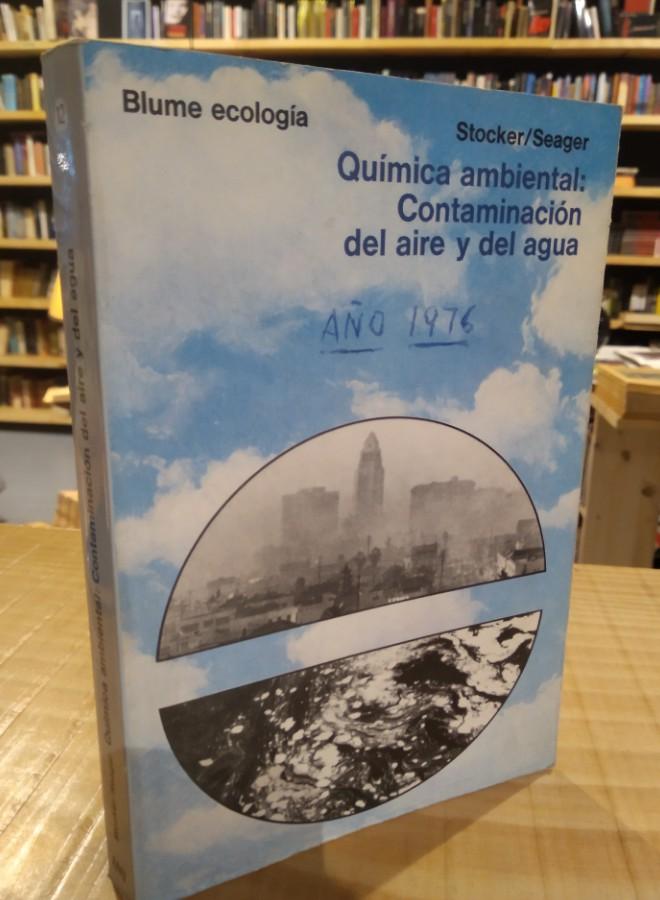 Blume ecología
Stocker/Seager
Química ambiental:
Contaminación
del aire y del agua
AÑO 1976
12
Química ambiental: Contaminación del aire y del agua